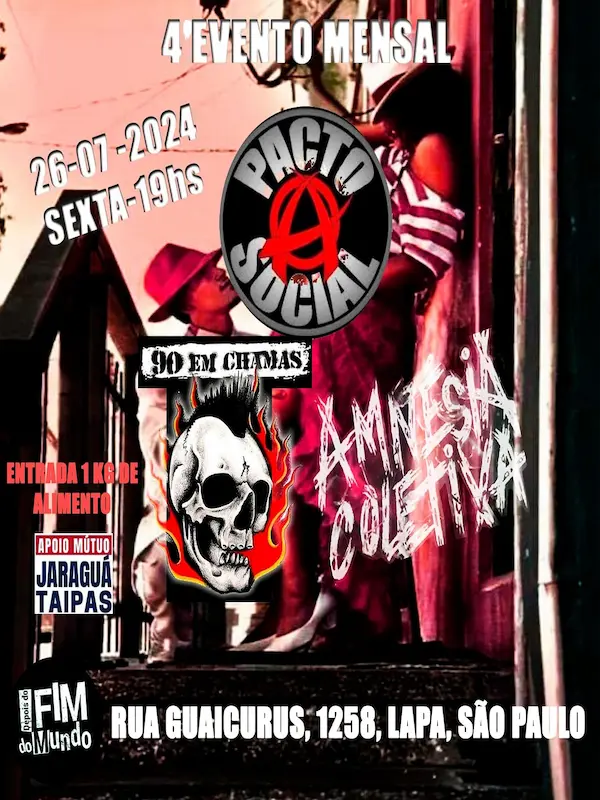 4'EVENTO MENSAL
26-07-2024
SEXTA-19hs
PACTO
SOCIAL
90 EM CHAMAS
AMNESIA
COLETIVA
ENTRADA 1 KG DE
ALIMENTO
APOIO MÚTUO
JARAGUÁ
TAIPAS
Depois do
FIM
do Mundo
RUA GUAICURUS, 1258, LAPA, SÃO PAULO